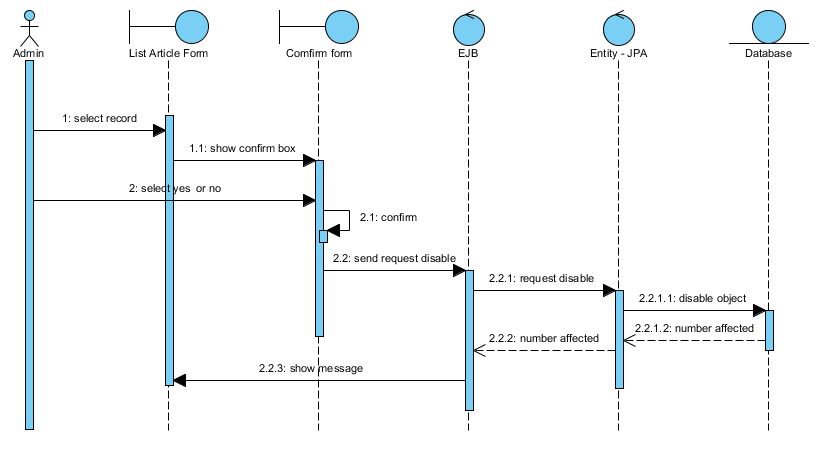 Admin
List Article Form
Comfirm form
EJB
Entity - JPA
Database
1: select record
1.1: show confirm box
2: select yes or no
2.1: confirm
2.2: send request disable
2.2.1: request disable
2.2.1.1: disable object
2.2.1.2: number affected
2.2.2: number affected
2.2.3: show message